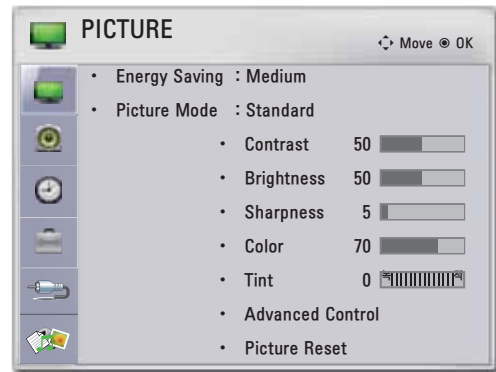 PICTURE
Move ⦿ OK
• Energy Saving : Medium
• Picture Mode : Standard
• Contrast 50
• Brightness 50
• Sharpness 5
• Color 70
• Tint 0
• Advanced Control
• Picture Reset